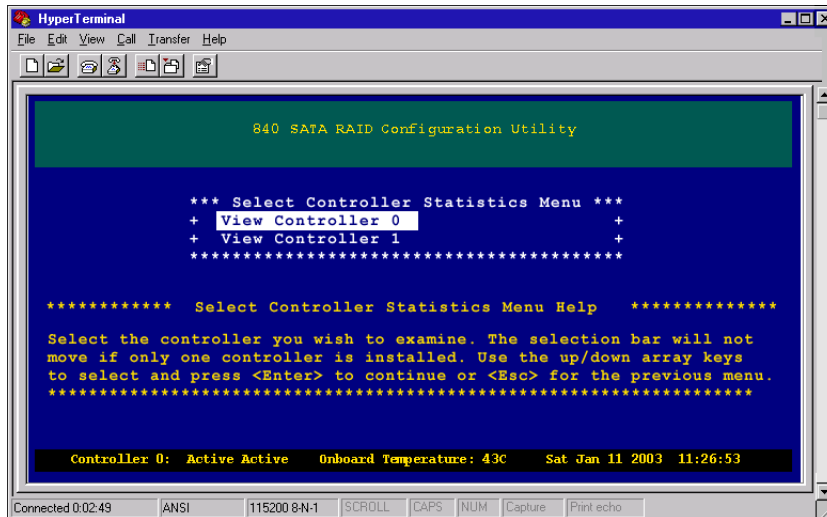 HyperTerminal
File Edit View Call Transfer Help
840 SATA RAID Configuration Utility
*** Select Controller Statistics Menu ***
+ View Controller 0 +
+ View Controller 1 +
*****************************************
************ Select Controller Statistics Menu Help **************
Select the controller you wish to examine. The selection bar will not
move if only one controller is installed. Use the up/down array keys
to select and press <Enter> to continue or <Esc> for the previous menu.
********************************************************************
Controller 0: Active Active Onboard Temperature: 43C Sat Jan 11 2003 11:26:53
Connected 0:02:49 ANSI 115200 8-N-1 SCROLL CAPS NUM Capture Print echo